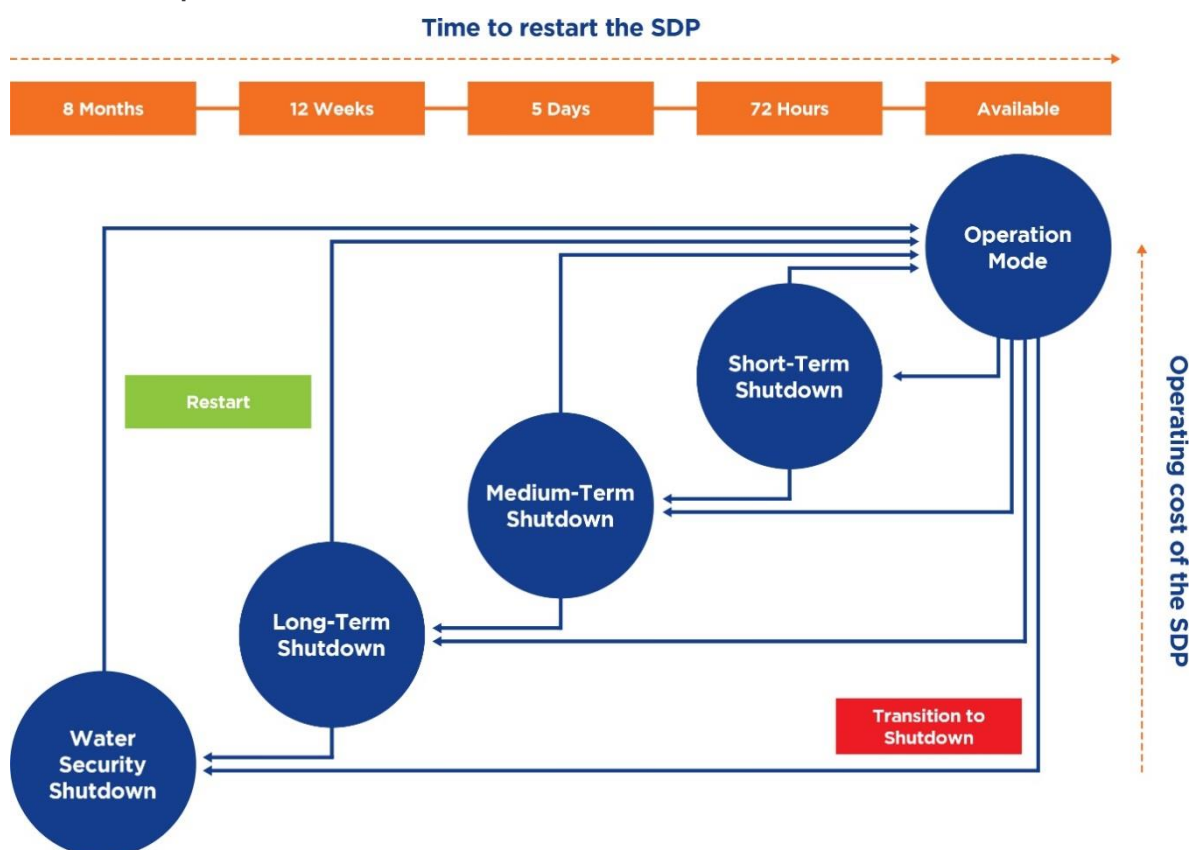 Time to restart the SDP
8 Months
12 Weeks
5 Days
72 Hours
Available
Operation
Mode
Short-Term
Shutdown
Restart
Medium-Term
Shutdown
Long-Term
Shutdown
Transition to
Shutdown
Water
Security
Shutdown
Operating cost of the SDP